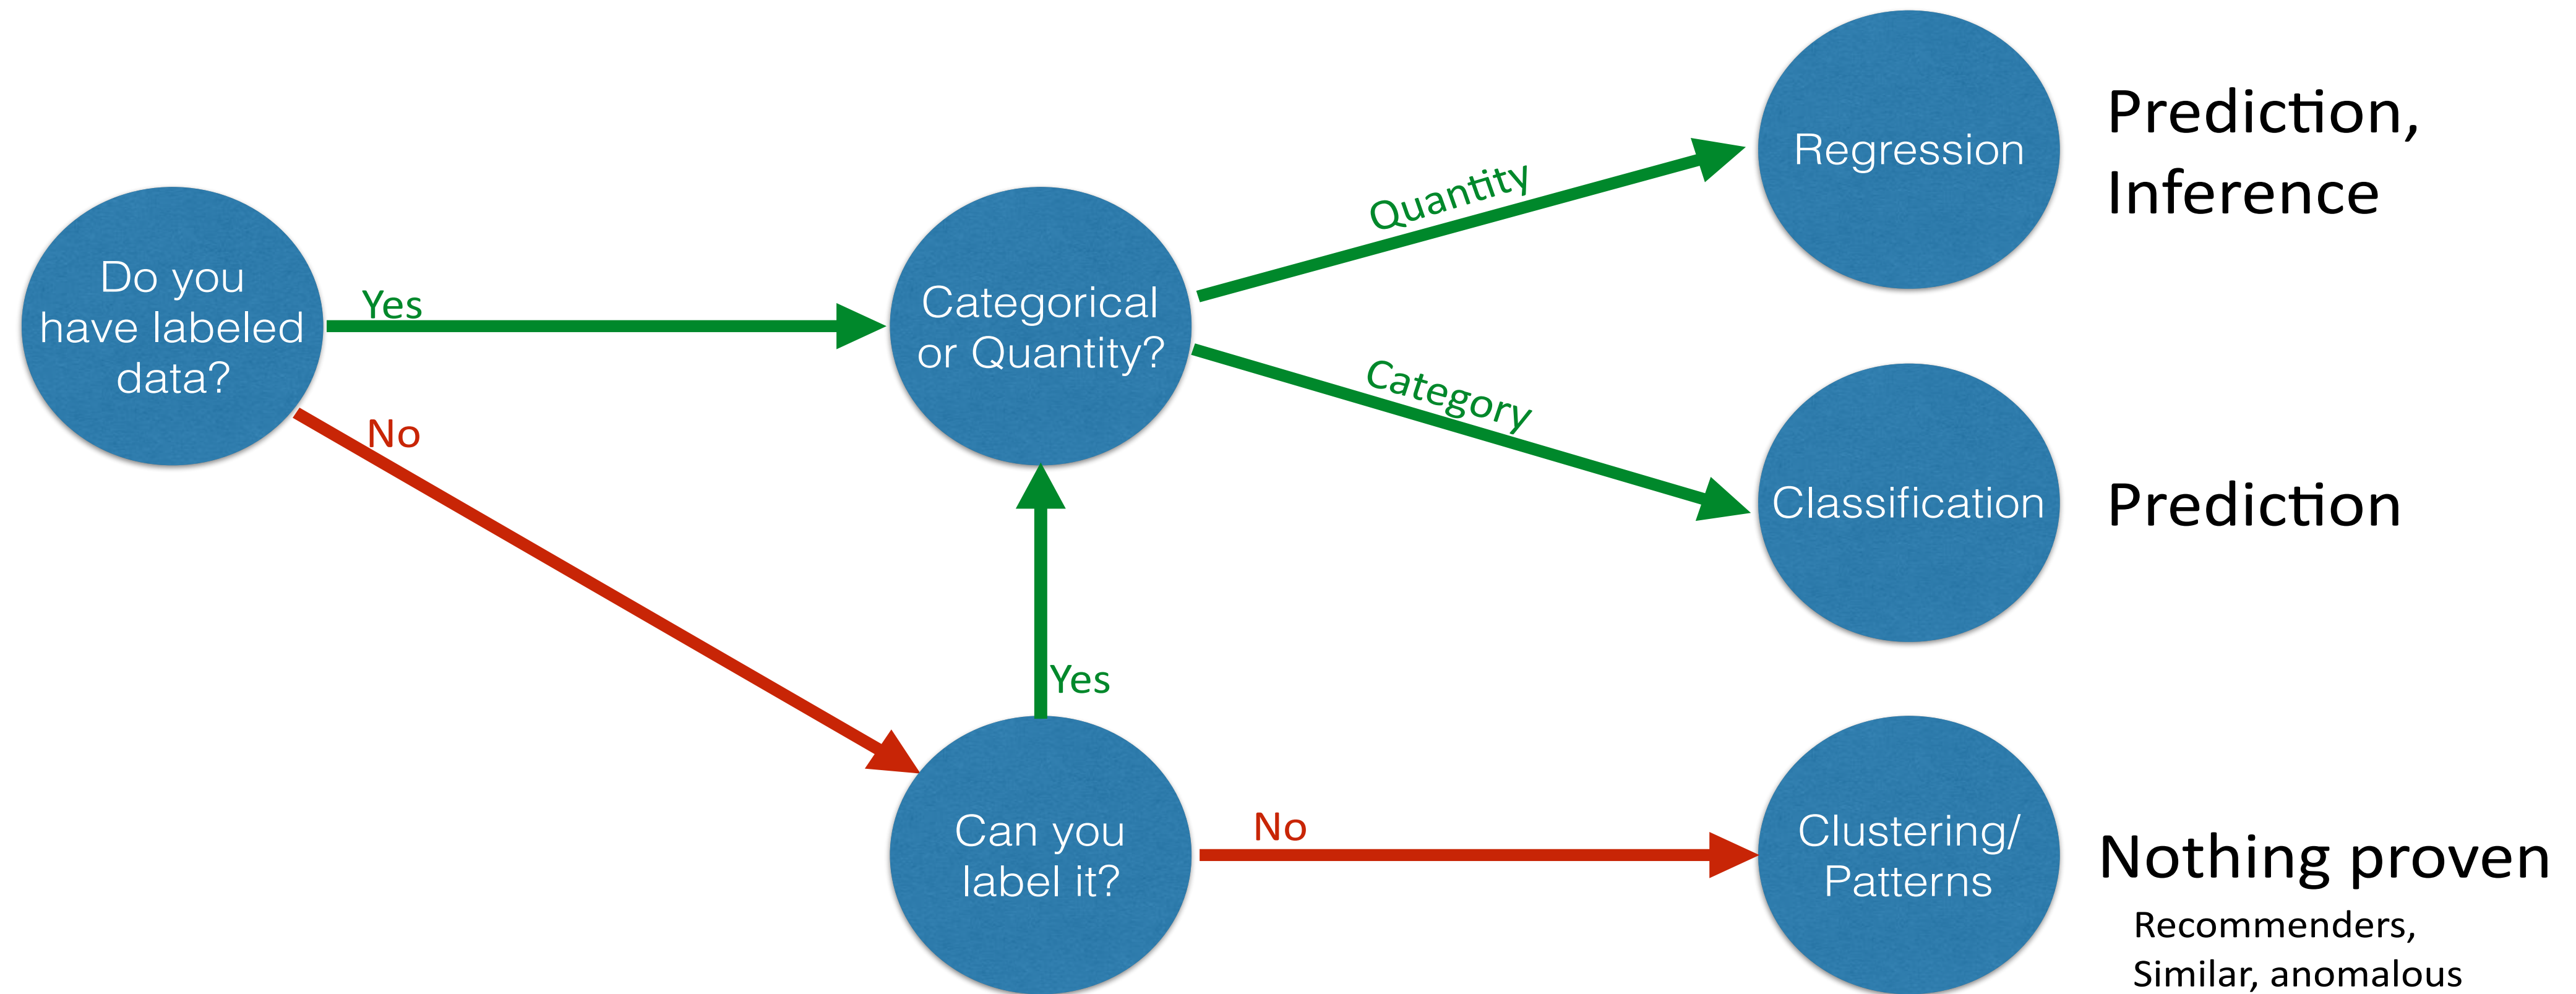 Do you
have labeled
data?
Yes
No
Categorical
or Quantity?
Quantity
Category
Regression
Prediction,
Inference
Classification
Prediction
Yes
Can you
label it?
No
Clustering/
Patterns
Nothing proven
Recommenders,
Similar, anomalous